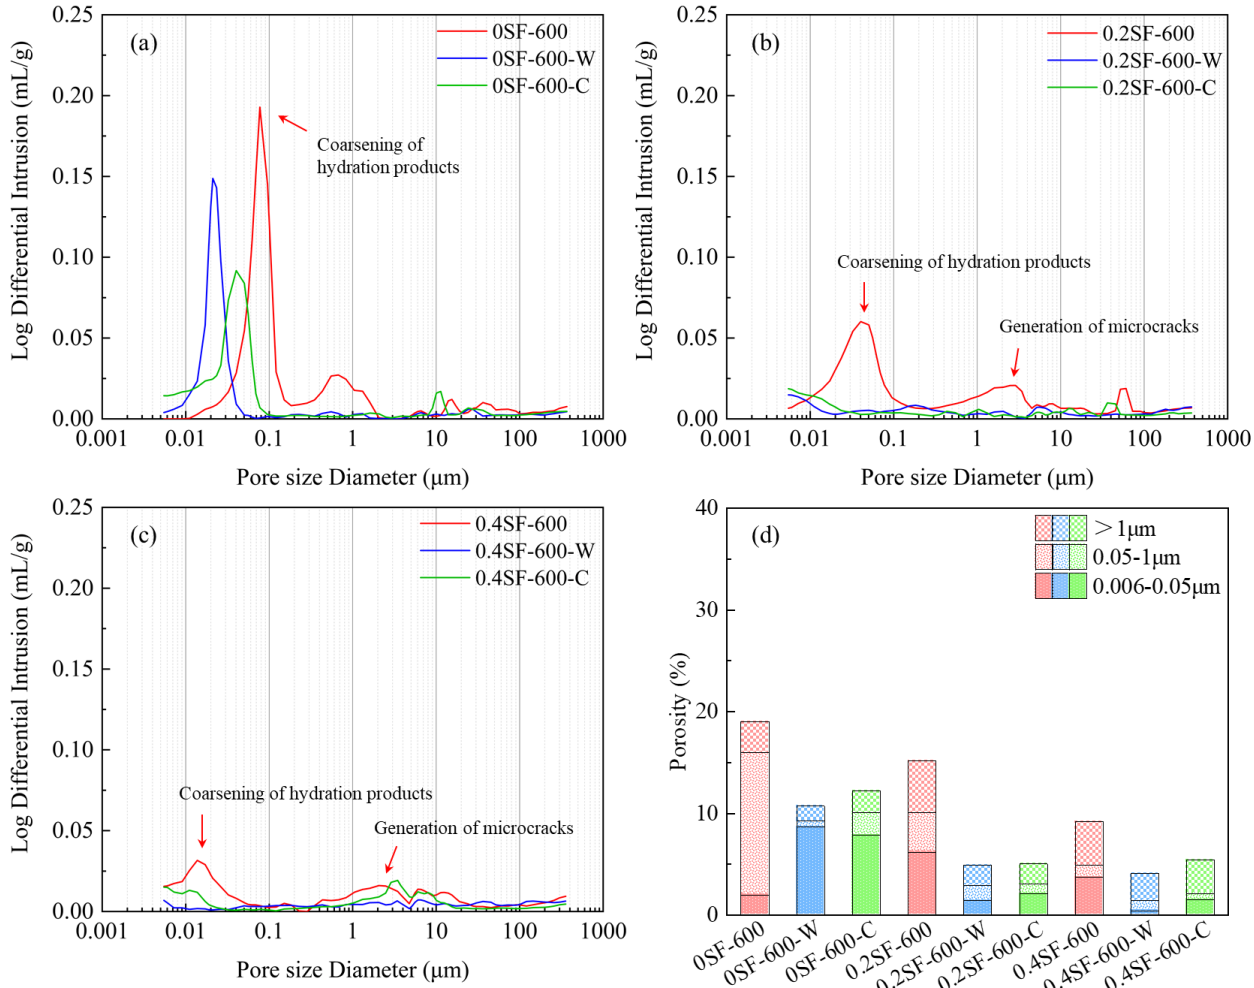 (a)
0SF-600
0SF-600-W
0SF-600-C
Coarsening of
hydration products
Log Differential Intrusion (mL/g)
0.25
0.20
0.15
0.10
0.05
0.00
0.001
0.01
0.1
1
10
100
1000
Pore size Diameter (μm)
(b)
0.2SF-600
0.2SF-600-W
0.2SF-600-C
Coarsening of hydration products
Generation of microcracks
Log Differential Intrusion (mL/g)
0.25
0.20
0.15
0.10
0.05
0.00
0.001
0.01
0.1
1
10
100
1000
Pore size Diameter (μm)
(c)
0.4SF-600
0.4SF-600-W
0.4SF-600-C
Coarsening of hydration products
Generation of microcracks
Log Differential Intrusion (mL/g)
0.25
0.20
0.15
0.10
0.05
0.00
0.001
0.01
0.1
1
10
100
1000
Pore size Diameter (μm)
(d)
＞1μm
0.05-1μm
0.006-0.05μm
Porosity (%)
40
30
20
10
0
0SF-600
0SF-600-W
0SF-600-C
0.2SF-600
0.2SF-600-W
0.2SF-600-C
0.4SF-600
0.4SF-600-W
0.4SF-600-C